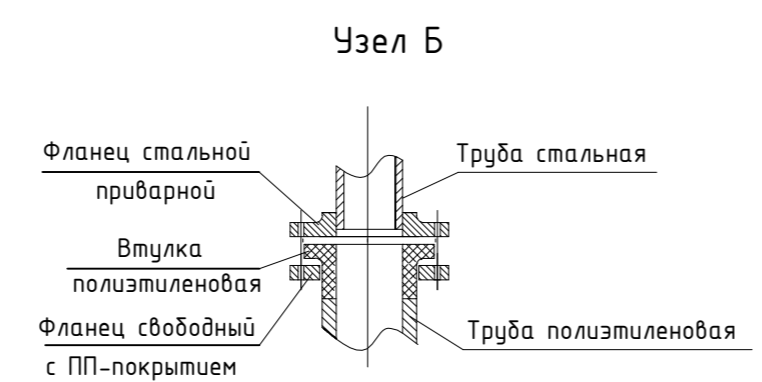 Узел Б
Фланец стальной
приварной
Труба стальная
Втулка
полиэтиленовая
Фланец свободный
с ПП-покрытием
Труба полиэтиленовая